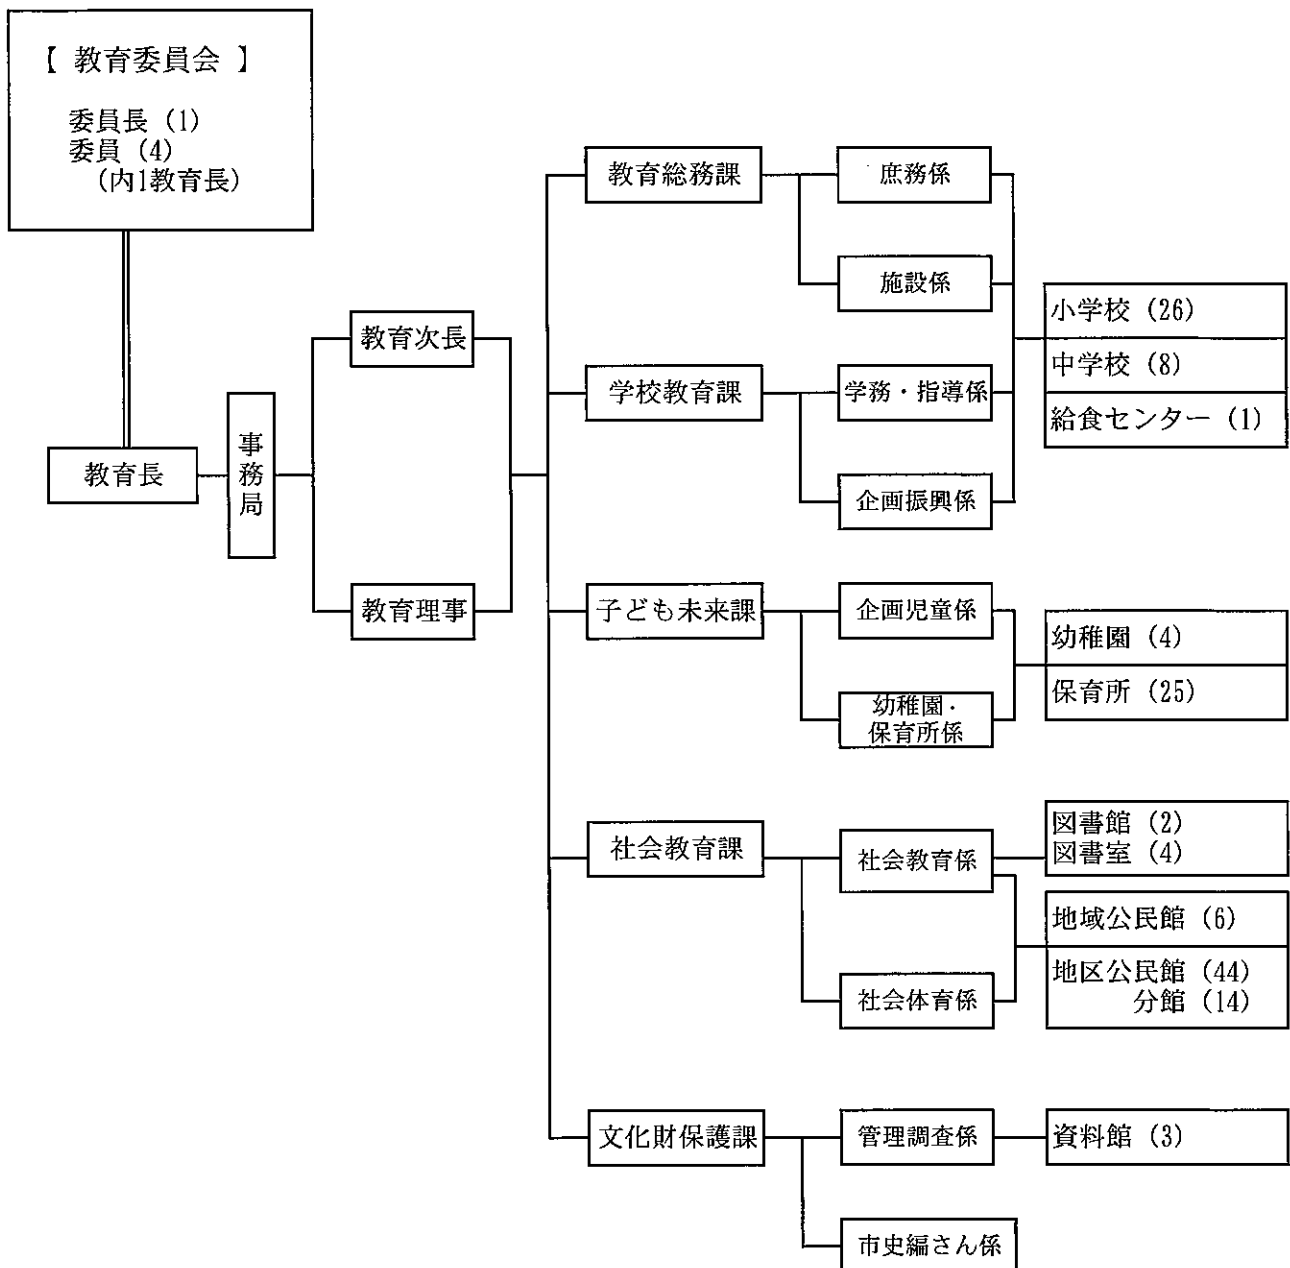 【 教育委員会 】
委員長 (1)
委員 (4)
(内1教育長)
教育長
事務局
教育次長
教育理事
教育総務課
庶務係
施設係
学校教育課
学務・指導係
企画振興係
小学校 (26)
中学校 (8)
給食センター (1)
子ども未来課
企画児童係
幼稚園・
保育所係
幼稚園 (4)
保育所 (25)
社会教育課
社会教育係
社会体育係
図書館 (2)
図書室 (4)
地域公民館 (6)
地区公民館 (44)
分館 (14)
文化財保護課
管理調査係
市史編さん係
資料館 (3)